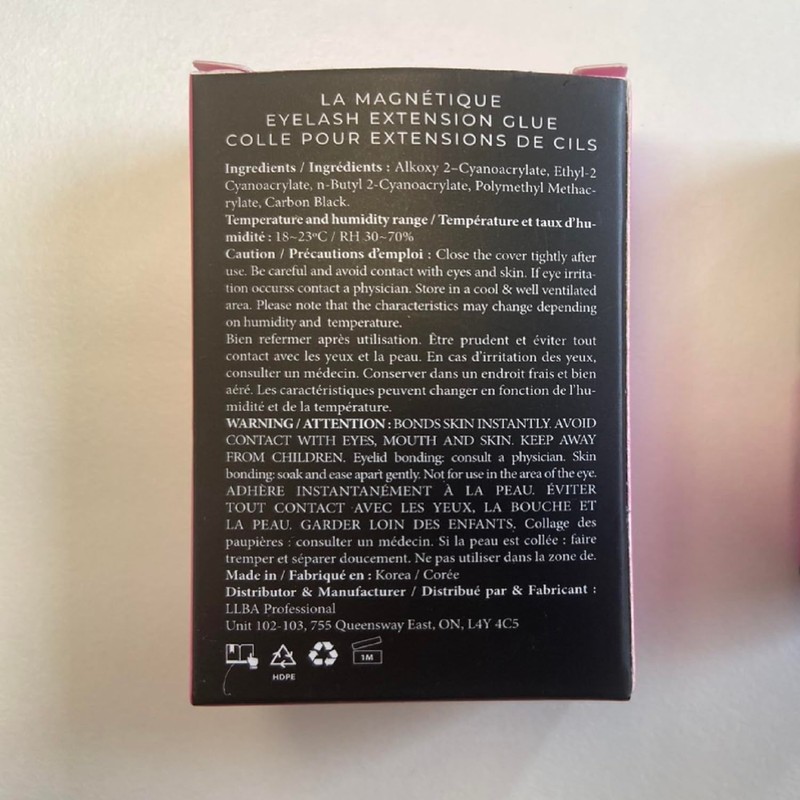 LA MAGNÉTIQUE
EYELASH EXTENSION GLUE
COLLE POUR EXTENSIONS DE CILS
Ingredients / Ingrédients : Alkoxy 2–Cyanoacrylate, Ethyl-2
Cyanoacrylate, n-Butyl 2-Cyanoacrylate, Polymethyl Methac-
rylate, Carbon Black.
Temperature and humidity range / Température et taux d'hu-
midité : 18~23ºC / RH 30~70%
Caution / Précautions d'emploi : Close the cover tightly after
use. Be careful and avoid contact with eyes and skin. If eye irrita-
tion occurss contact a physician. Store in a cool & well ventilated
area. Please note that the characteristics may change depending
on humidity and temperature.
Bien refermer après utilisation. Être prudent et éviter tout
contact avec les yeux et la peau. En cas d'irritation des yeux,
consulter un médecin. Conserver dans un endroit frais et bien
aéré. Les caractéristiques peuvent changer en fonction de l'hu-
midité et de la température.
WARNING / ATTENTION : BONDS SKIN INSTANTLY. AVOID
CONTACT WITH EYES, MOUTH AND SKIN. KEEP AWAY
FROM CHILDREN. Eyelid bonding: consult a physician. Skin
bonding: soak and ease apart gently. Not for use in the area of the eye.
ADHÈRE INSTANTANÉMENT À LA PEAU. ÉVITER
TOUT CONTACT AVEC LES YEUX, LA BOUCHE ET
LA PEAU. GARDER LOIN DES ENFANTS. Collage des
paupières : consulter un médecin. Si la peau est collée : faire
tremper et séparer doucement. Ne pas utiliser dans la zone de.
Made in / Fabriqué en : Korea / Corée
Distributor & Manufacturer / Distribué par & Fabricant :
LLBA Professional
Unit 102-103, 755 Queensway East, ON, L4Y 4C5
1M
HDPE